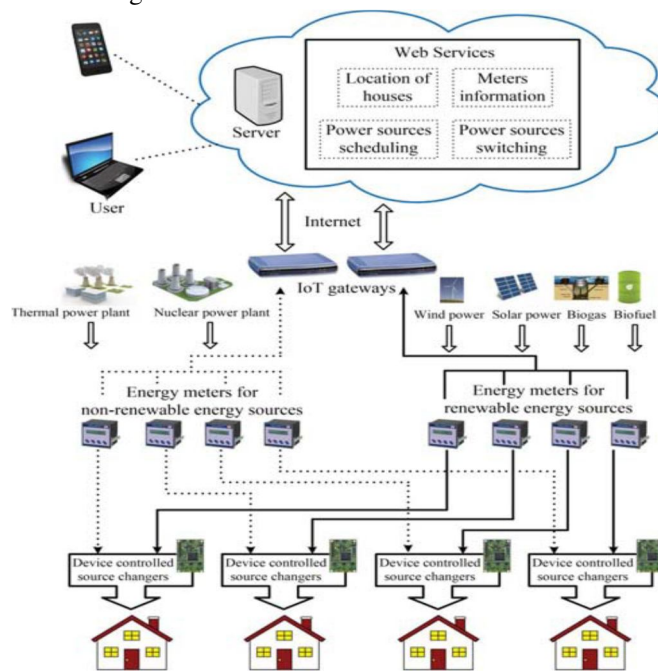 Web Services
Location of
houses
Meters
information
Power sources
scheduling
Power sources
switching
Server
User
Internet
IoT gateways
Thermal power plant
Nuclear power plant
Wind power
Solar power
Biogas
Biofuel
Energy meters for
non-renewable energy sources
Energy meters for
renewable energy sources
Device controlled
source changers
Device controlled
source changers
Device controlled
source changers
Device controlled
source changers